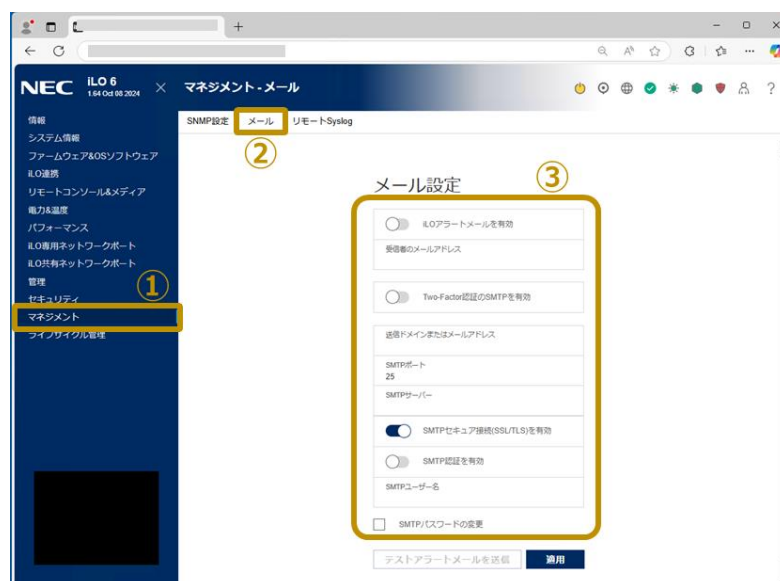 NEC iLO 6
1.64 Oct 08 2024
マネジメント - メール
情報
システム情報
ファームウェア&OSソフトウェア
iLO連携
リモートコンソール&メディア
電力&温度
パフォーマンス
iLO専用ネットワークポート
iLO共有ネットワークポート
管理
セキュリティ
マネジメント
ライフサイクル管理
①
SNMP設定 メール リモートSyslog
②
メール設定
③
iLOアラートメールを有効
受信者のメールアドレス
Two-Factor認証のSMTPを有効
送信ドメインまたはメールアドレス
SMTPポート
25
SMTPサーバー
SMTPセキュア接続(SSL/TLS)を有効
SMTP認証を有効
SMTPユーザー名
SMTPパスワードの変更
テストアラートメールを送信 適用